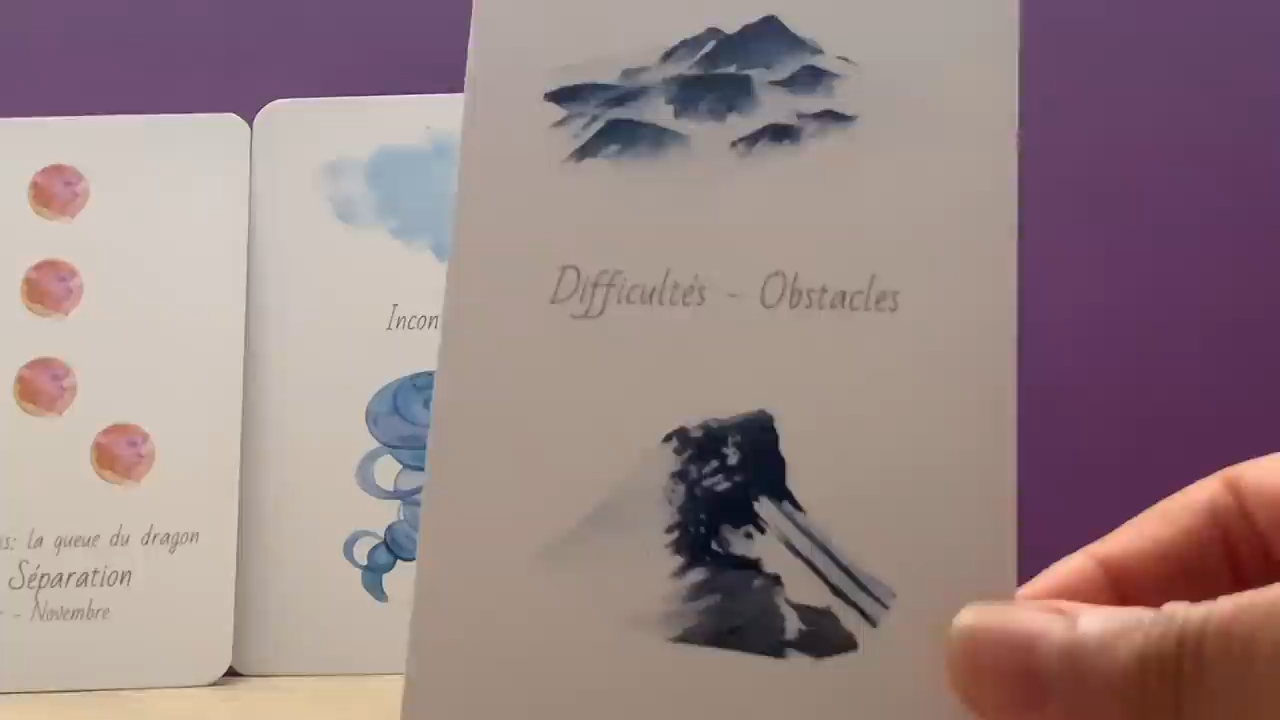 la queue du dragon
Séparation
- Novembre
Incon
Difficultés - Obstacles